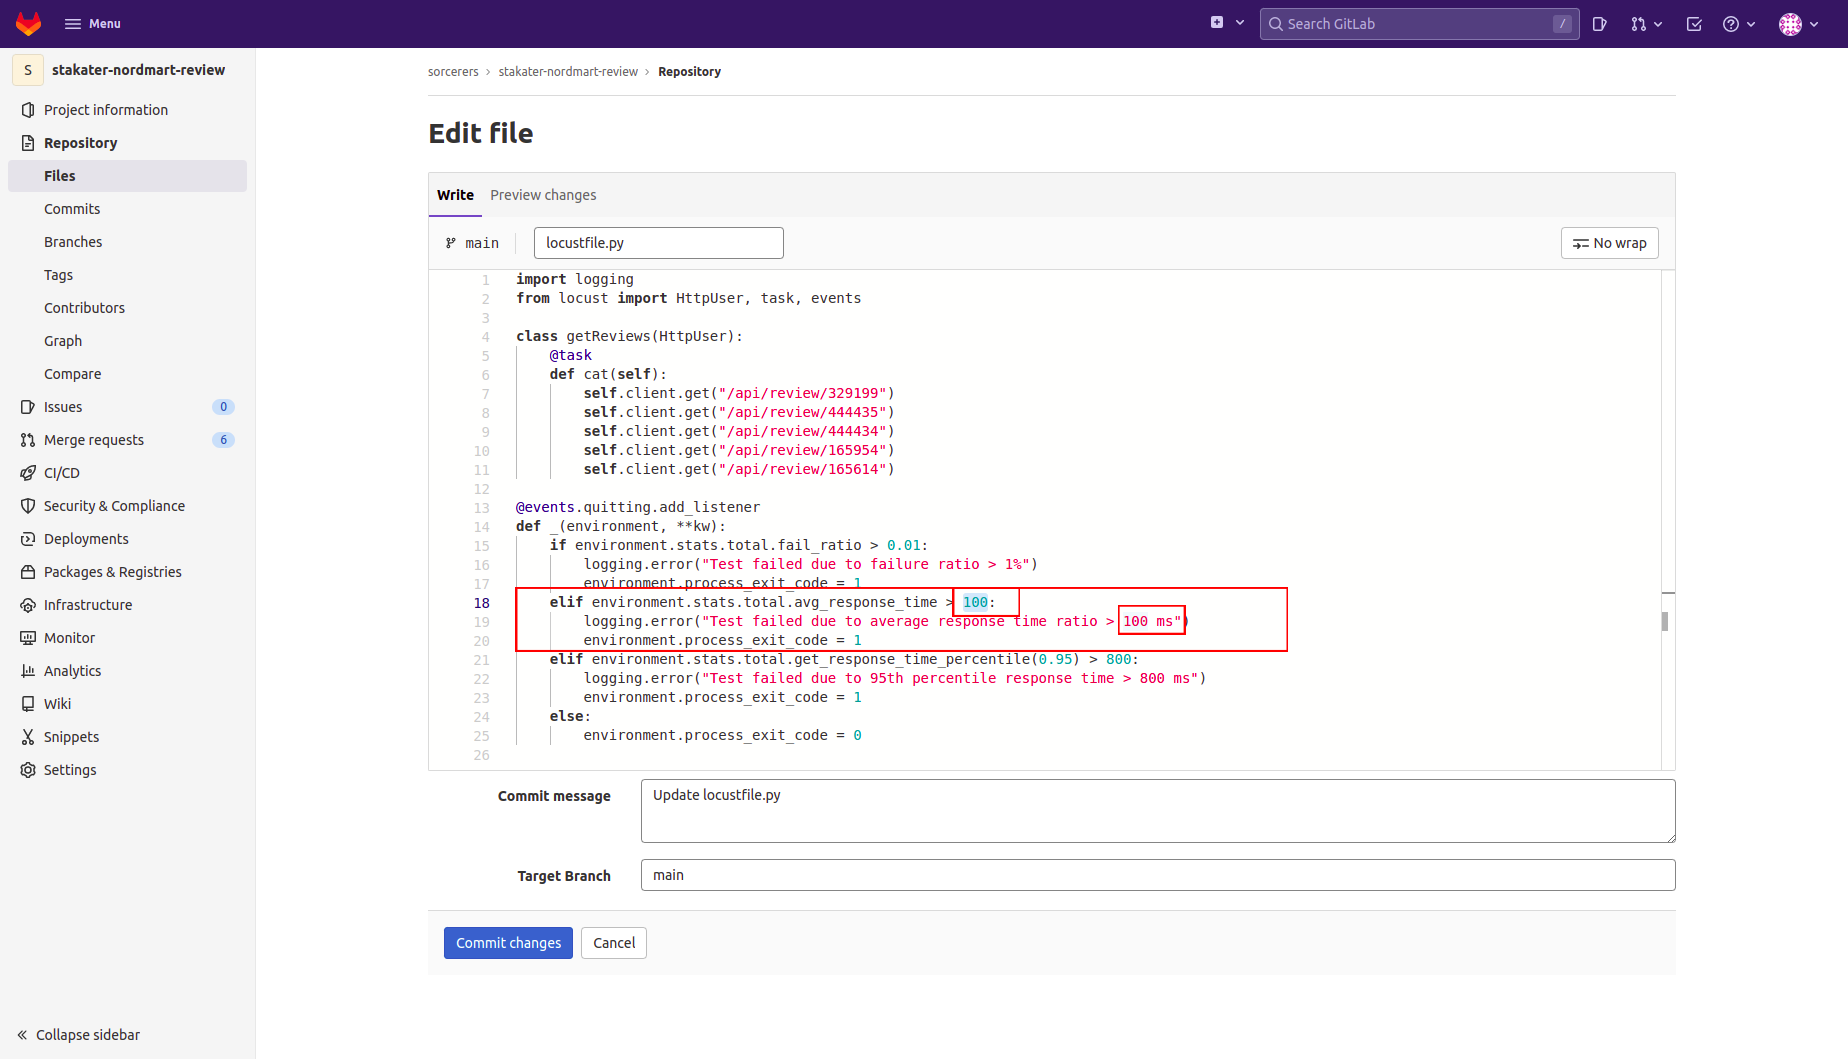 Menu
Search GitLab
/
S stakater-nordmart-review
Project information
Repository
Files
Commits
Branches
Tags
Contributors
Graph
Compare
Issues 0
Merge requests 6
CI/CD
Security & Compliance
Deployments
Packages & Registries
Infrastructure
Monitor
Analytics
Wiki
Snippets
Settings
Collapse sidebar
sorcerers › stakater-nordmart-review › Repository
Edit file
Write Preview changes
main locustfile.py No wrap
1 import logging
2 from locust import HttpUser, task, events
3
4 class getReviews(HttpUser):
5 @task
6 def cat(self):
7 self.client.get("/api/review/329199")
8 self.client.get("/api/review/444435")
9 self.client.get("/api/review/444434")
10 self.client.get("/api/review/165954")
11 self.client.get("/api/review/165614")
12
13 @events.quitting.add_listener
14 def _(environment, **kw):
15 if environment.stats.total.fail_ratio > 0.01:
16 logging.error("Test failed due to failure ratio > 1%")
17 environment.process_exit_code = 1
18 elif environment.stats.total.avg_response_time > 100:
19 logging.error("Test failed due to average response time ratio > 100 ms")
20 environment.process_exit_code = 1
21 elif environment.stats.total.get_response_time_percentile(0.95) > 800:
22 logging.error("Test failed due to 95th percentile response time > 800 ms")
23 environment.process_exit_code = 1
24 else:
25 environment.process_exit_code = 0
26
Commit message Update locustfile.py
Target Branch main
Commit changes Cancel